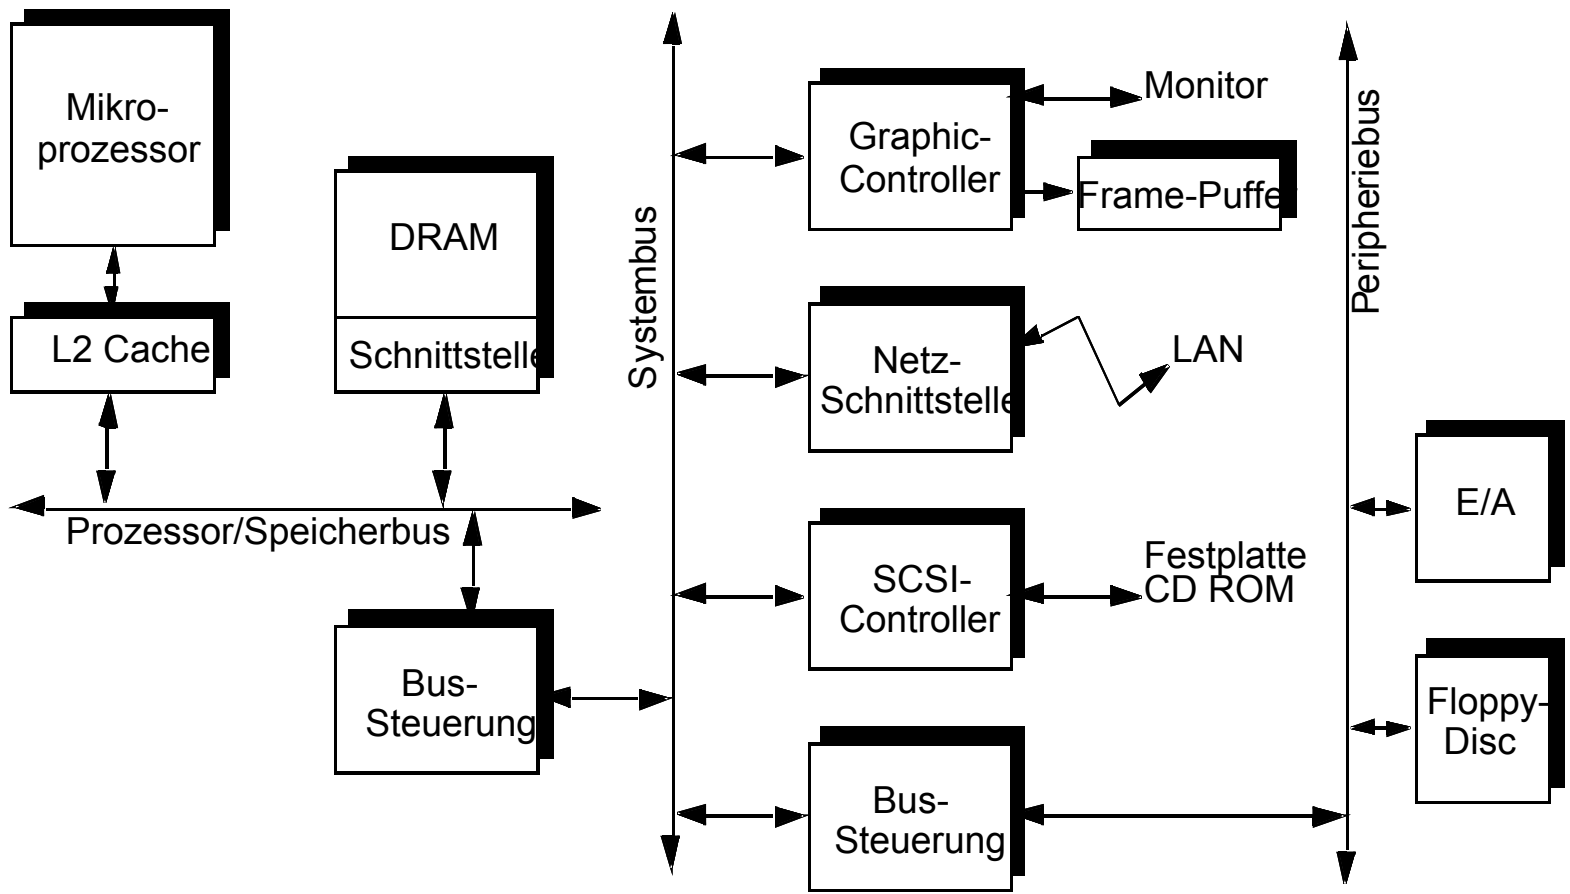 Mikro-
prozessor
L2 Cache
DRAM
Schnittstelle
Prozessor/Speicherbus
Bus-
Steuerung
Systembus
Graphic-
Controller
Monitor
Frame-Puffer
Netz-
Schnittstelle
LAN
SCSI-
Controller
Festplatte
CD ROM
Bus-
Steuerung
Peripheriebus
E/A
Floppy-
Disc